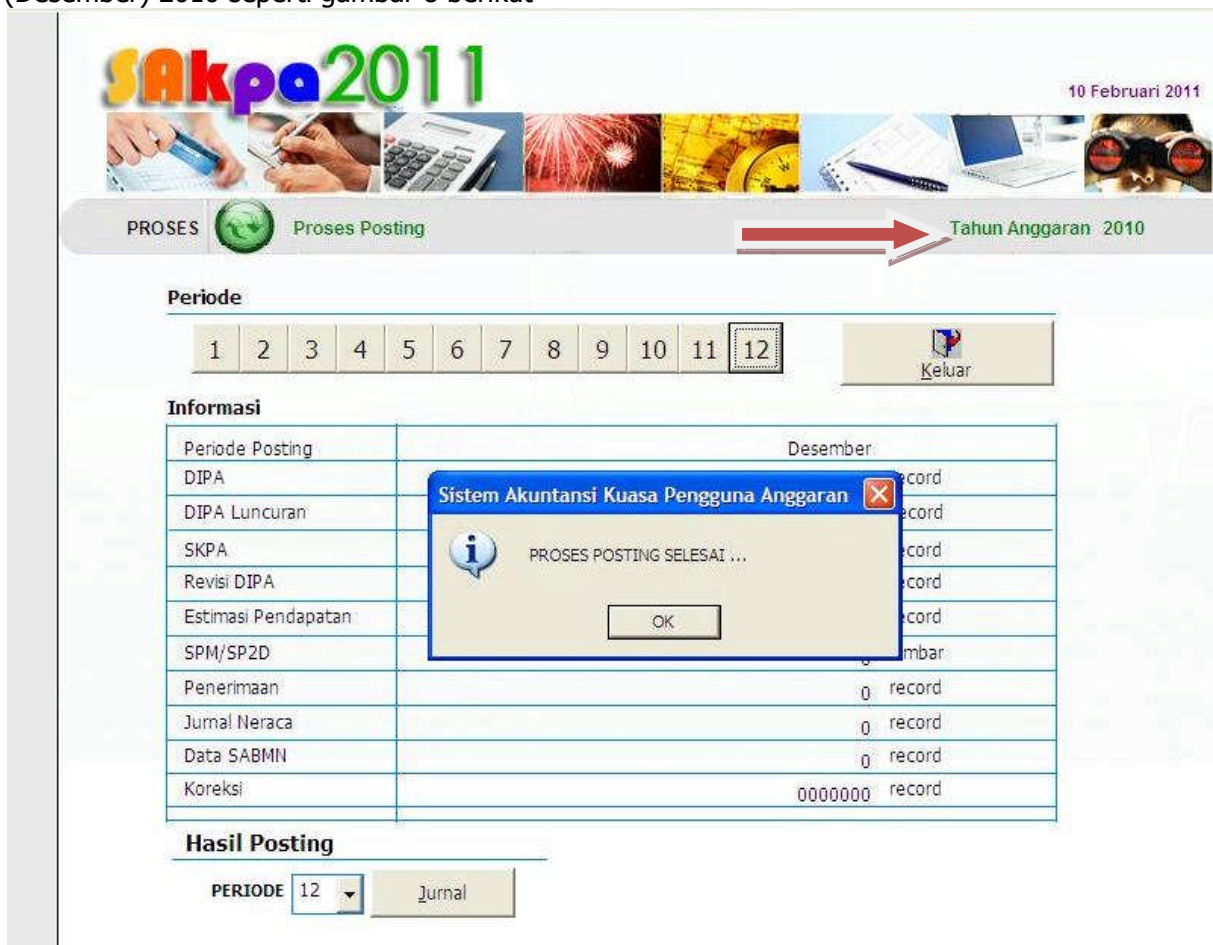 (Desember) 2010 seperti gambar 8 berikut
SAkpa2011
10 Februari 2011
PROSES Proses Posting Tahun Anggaran 2010
Periode
1 2 3 4 5 6 7 8 9 10 11 12
Keluar
Informasi
Periode Posting Desember
DIPA
DIPA Luncuran
SKPA
Revisi DIPA
Estimasi Pendapatan
SPM/SP2D
Sistem Akuntansi Kuasa Pengguna Anggaran
PROSES POSTING SELESAI ...
OK
Penerimaan 0 record
Jurnal Neraca 0 record
Data SABMN 0 record
Koreksi 0000000 record
Hasil Posting
PERIODE 12 Jurnal